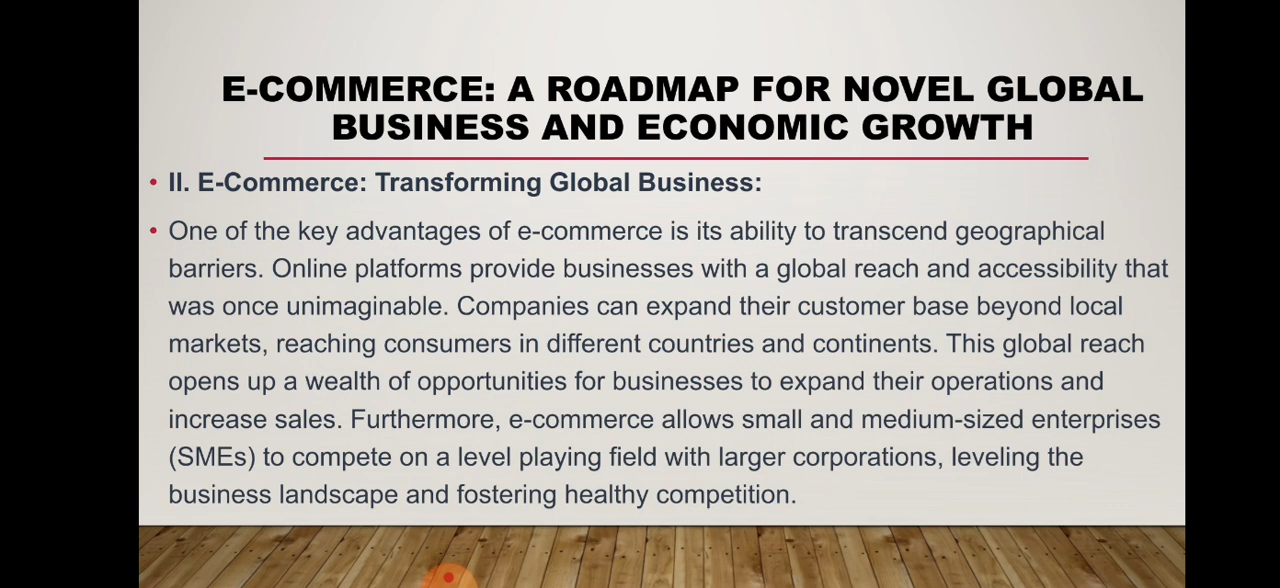 E-COMMERCE: A ROADMAP FOR NOVEL GLOBAL
BUSINESS AND ECONOMIC GROWTH
• II. E-Commerce: Transforming Global Business:
• One of the key advantages of e-commerce is its ability to transcend geographical
barriers. Online platforms provide businesses with a global reach and accessibility that
was once unimaginable. Companies can expand their customer base beyond local
markets, reaching consumers in different countries and continents. This global reach
opens up a wealth of opportunities for businesses to expand their operations and
increase sales. Furthermore, e-commerce allows small and medium-sized enterprises
(SMEs) to compete on a level playing field with larger corporations, leveling the
business landscape and fostering healthy competition.